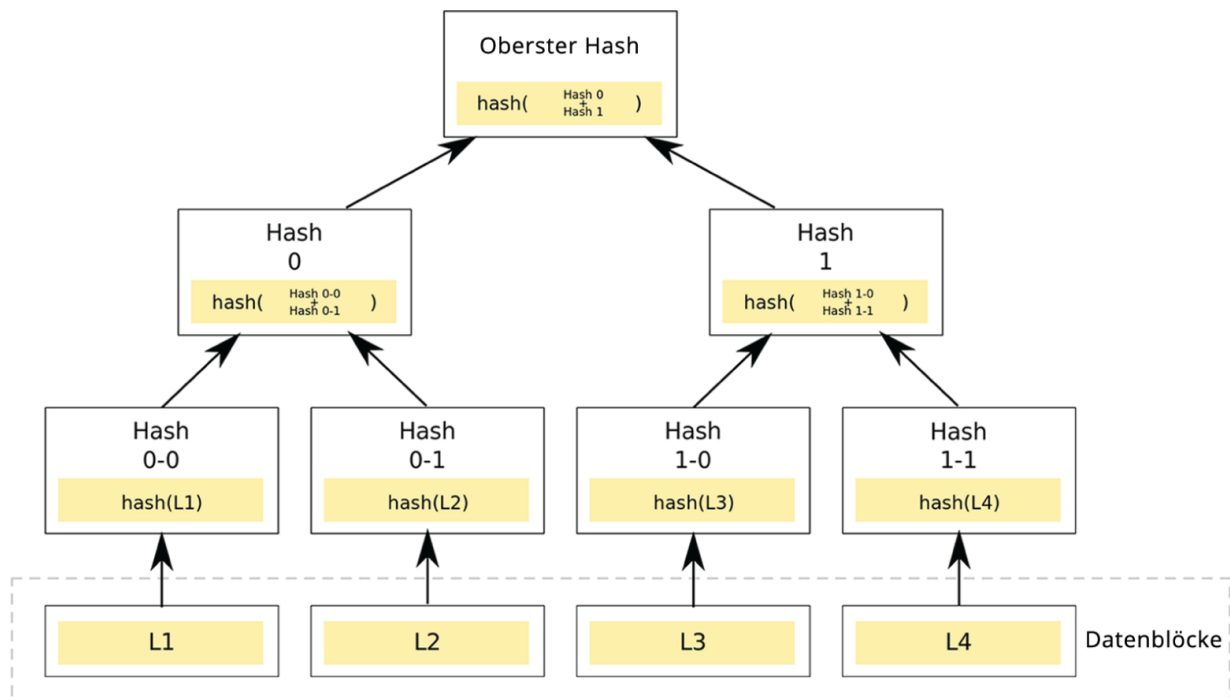 Oberster Hash
hash( Hash 0 + Hash 1 )
Hash
0
hash( Hash 0-0 + Hash 0-1 )
Hash
1
hash( Hash 1-0 + Hash 1-1 )
Hash
0-0
hash(L1)
Hash
0-1
hash(L2)
Hash
1-0
hash(L3)
Hash
1-1
hash(L4)
L1
L2
L3
L4
Datenblöcke